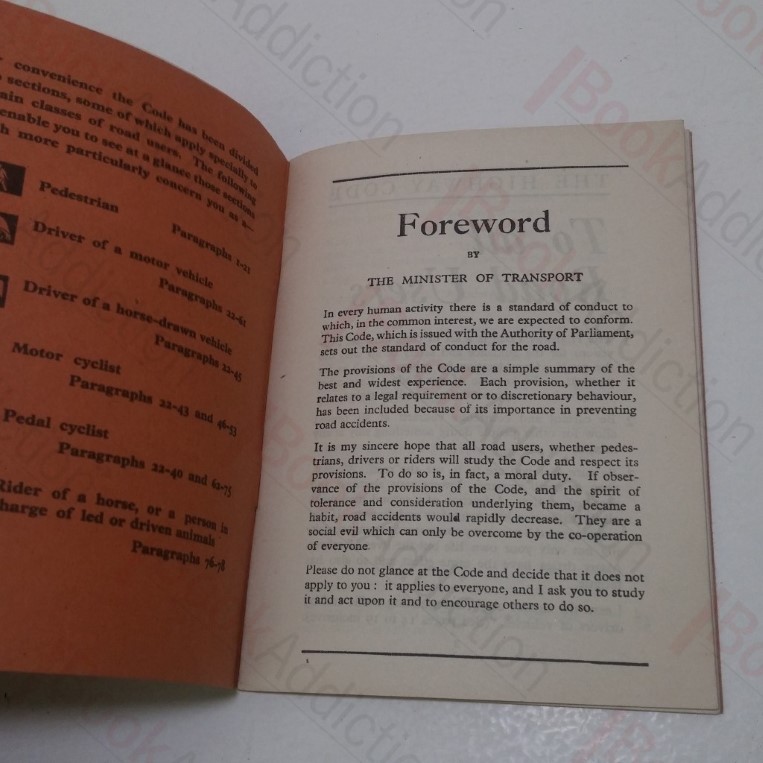 convenience the Code has been divided
sections, some of which apply specially to
classes of road users. The following
enable you to see at a glance those sections
more particularly concern you as a—
Pedestrian
Paragraphs 1-21
Driver of a motor vehicle
Paragraphs 22-61
Driver of a horse-drawn vehicle
Paragraphs 22-45
Motor cyclist
Paragraphs 22-43 and 46-53
Pedal cyclist
Paragraphs 22-40 and 62-75
Rider of a horse, or a person in
charge of led or driven animals
Paragraphs 76-78
Foreword
BY
THE MINISTER OF TRANSPORT
In every human activity there is a standard of conduct to
which, in the common interest, we are expected to conform.
This Code, which is issued with the Authority of Parliament,
sets out the standard of conduct for the road.
The provisions of the Code are a simple summary of the
best and widest experience. Each provision, whether it
relates to a legal requirement or to discretionary behaviour,
has been included because of its importance in preventing
road accidents.
It is my sincere hope that all road users, whether pedes-
trians, drivers or riders will study the Code and respect its
provisions. To do so is, in fact, a moral duty. If obser-
vance of the provisions of the Code, and the spirit of
tolerance and consideration underlying them, became a
habit, road accidents would rapidly decrease. They are a
social evil which can only be overcome by the co-operation
of everyone.
Please do not glance at the Code and decide that it does not
apply to you : it applies to everyone, and I ask you to study
it and act upon it and to encourage others to do so.
BookAddiction